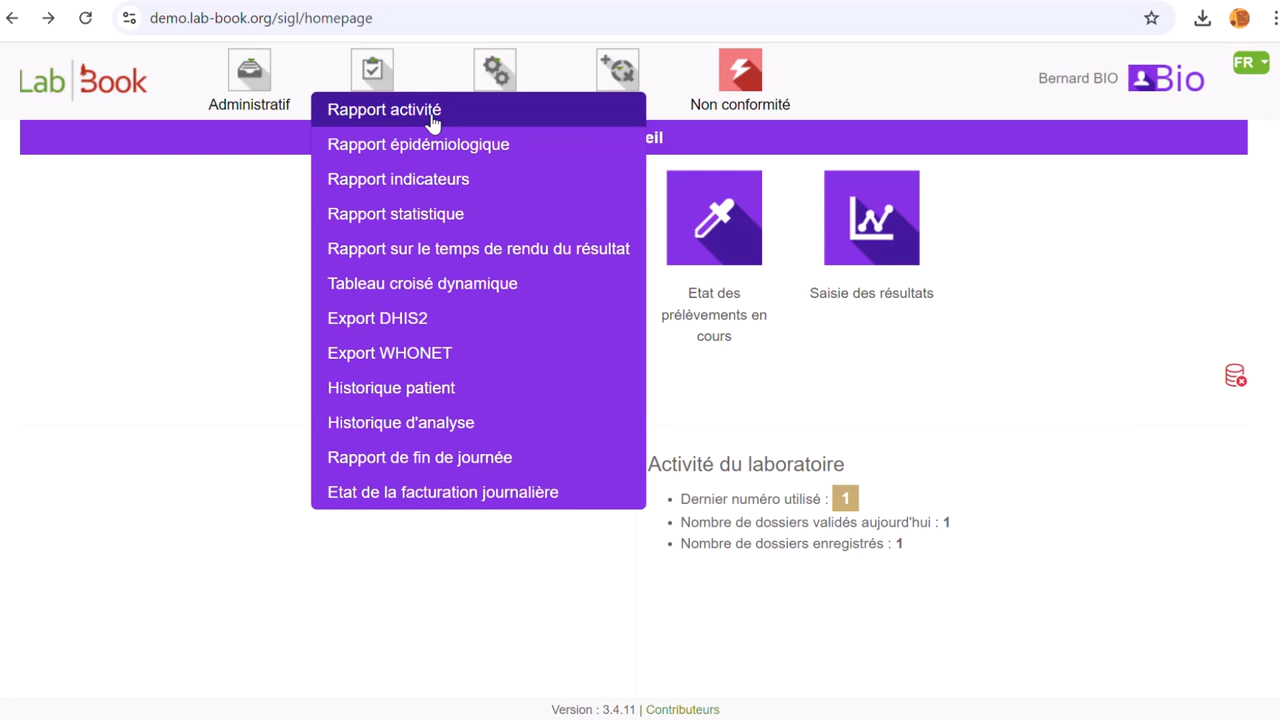 demo.lab-book.org/sigl/homepage
Lab Book
Administratif
Non conformité
Bernard BIO
Bio
FR
Rapport activité
Rapport épidémiologique
Rapport indicateurs
Rapport statistique
Rapport sur le temps de rendu du résultat
Tableau croisé dynamique
Export DHIS2
Export WHONET
Historique patient
Historique d'analyse
Rapport de fin de journée
Etat de la facturation journalière
eil
Etat des
prélèvements en
cours
Saisie des résultats
Activité du laboratoire
Dernier numéro utilisé : 1
Nombre de dossiers validés aujourd'hui : 1
Nombre de dossiers enregistrés : 1
Version : 3.4.11 | Contributeurs